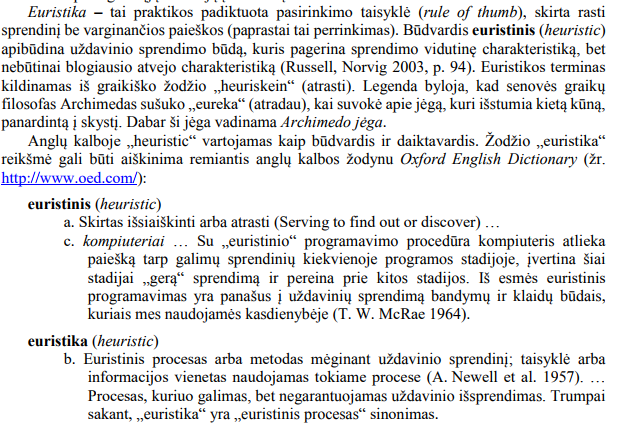 Euristika – tai praktikos padiktuota pasirinkimo taisyklė (rule of thumb), skirta rasti
sprendinį be varginančios paieškos (paprastai tai perrinkimas). Būdvardis euristinis (heuristic)
apibūdina uždavinio sprendimo būdą, kuris pagerina sprendimo vidutinę charakteristiką, bet
nebūtinai blogiausio atvejo charakteristiką (Russell, Norvig 2003, p. 94). Euristikos terminas
kildinamas iš graikiško žodžio „heuriskein“ (atrasti). Legenda byloja, kad senovės graikų
filosofas Archimedas sušuko „eureka“ (atradau), kai suvokė apie jėgą, kuri išstumia kietą kūną,
panardintą į skystį. Dabar ši jėga vadinama Archimedo jėga.
Anglų kalboje „heuristic“ vartojamas kaip būdvardis ir daiktavardis. Žodžio „euristika“
reikšmė gali būti aiškinima remiantis anglų kalbos žodynu Oxford English Dictionary (žr.
http://www.oed.com/):
euristinis (heuristic)
a. Skirtas išsiaiškinti arba atrasti (Serving to find out or discover) …
c. kompiuteriai … Su „euristinio“ programavimo procedūra kompiuteris atlieka
paiešką tarp galimų sprendinių kiekvienoje programos stadijoje, įvertina šiai
stadijai „gerą“ sprendimą ir pereina prie kitos stadijos. Iš esmės euristinis
programavimas yra panašus į uždavinių sprendimą bandymų ir klaidų būdais,
kuriais mes naudojamės kasdienybėje (T. W. McRae 1964).
euristika (heuristic)
b. Euristinis procesas arba metodas mėginant uždavinio sprendinį; taisyklė arba
informacijos vienetas naudojamas tokiame procese (A. Newell et al. 1957). …
Procesas, kuriuo galimas, bet negarantuojamas uždavinio išsprendimas. Trumpai
sakant, „euristika“ yra „euristinis procesas“ sinonimas.